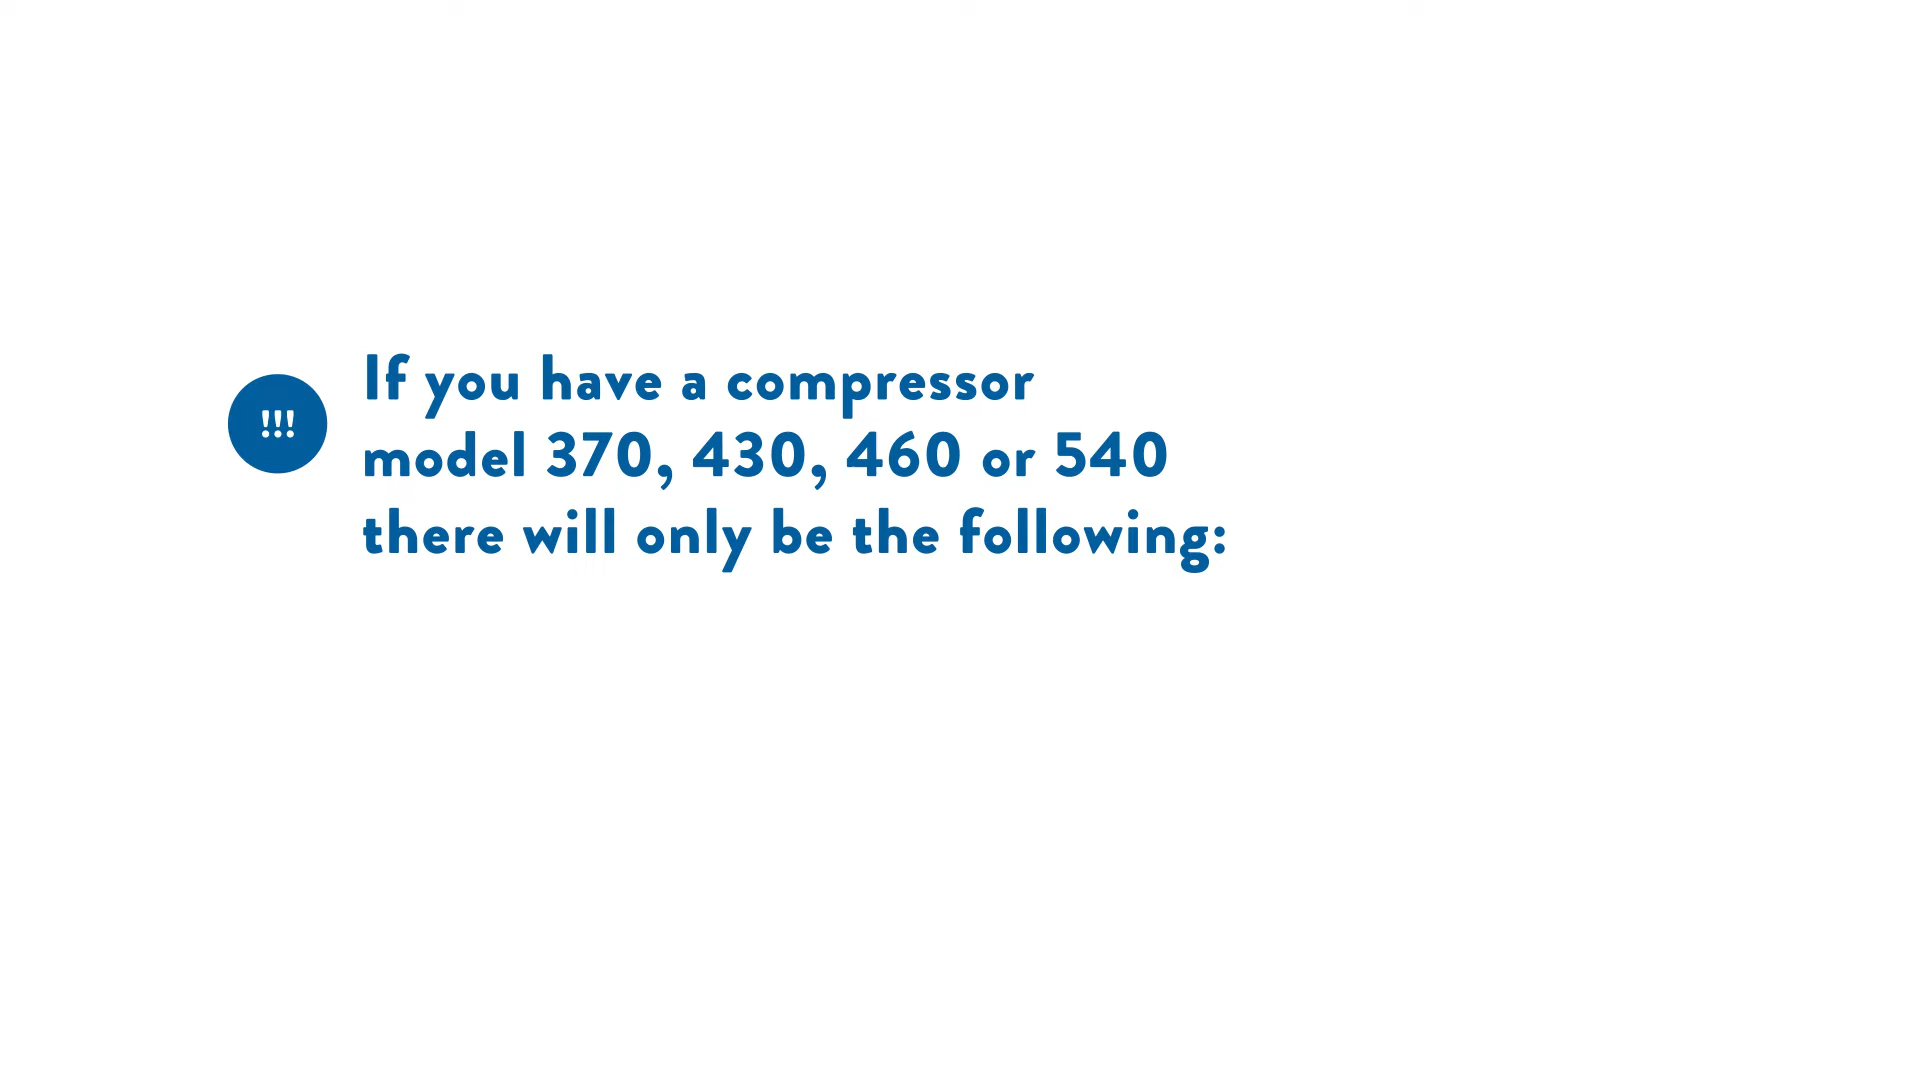 !!!
If you have a compressor
model 370, 430, 460 or 540
there will only be the following: